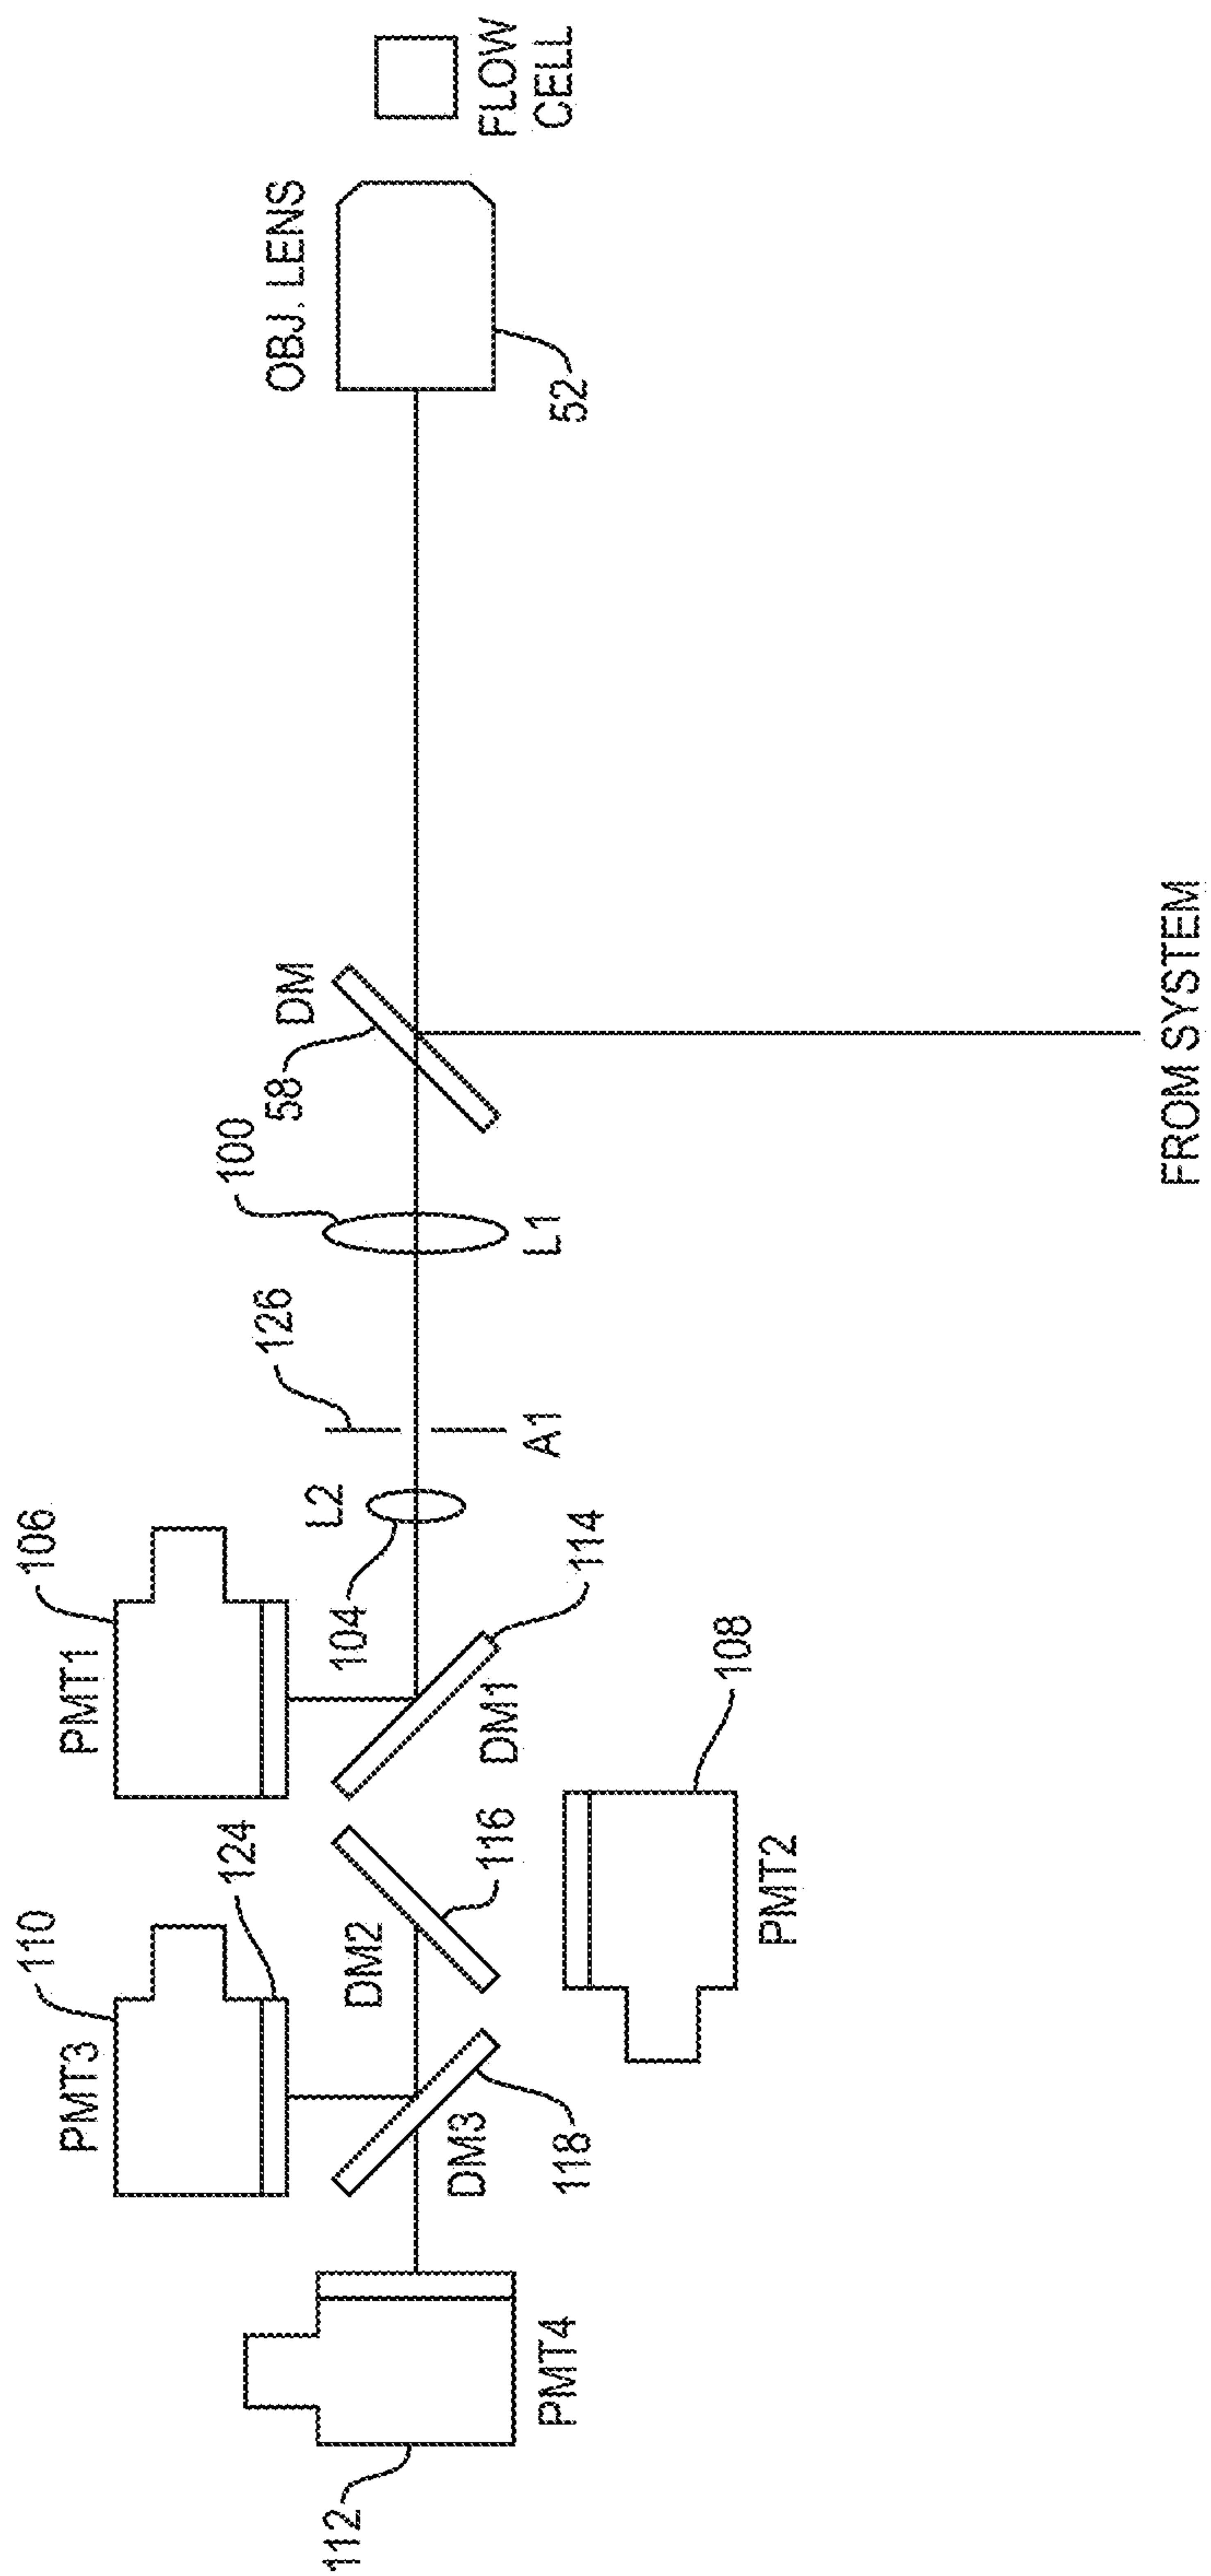 112
PMT4
110
PMT3
124
DM3
118
DM2
116
PMT2
108
106
PMT1
DM1
114
104
L2
126
A1
100
L1
58
DM
FROM SYSTEM
OBJ. LENS
52
FLOW
CELL